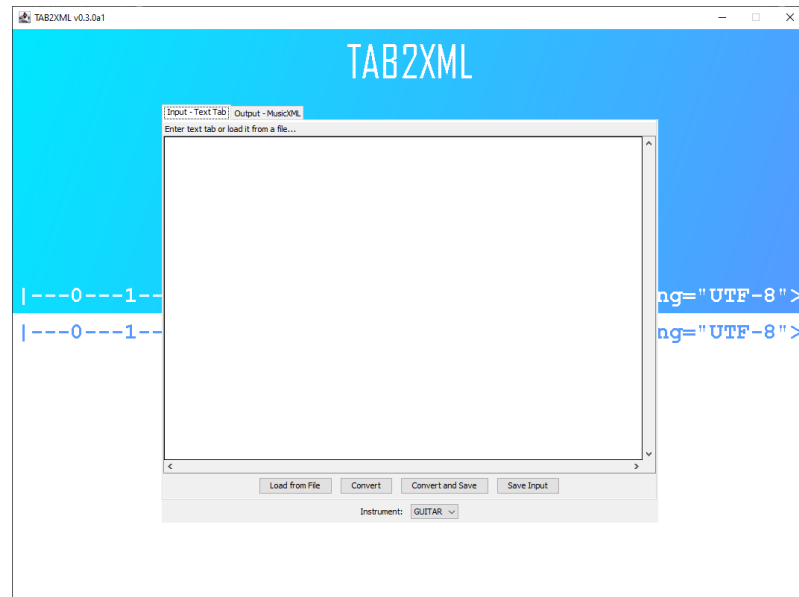 TAB2XML v0.3.0a1
TAB2XML
Input - Text Tab Output - MusicXML
Enter text tab or load it from a file...
|---0---1-- ng="UTF-8">
|---0---1-- ng="UTF-8">
Load from File Convert Convert and Save Save Input
Instrument: GUITAR